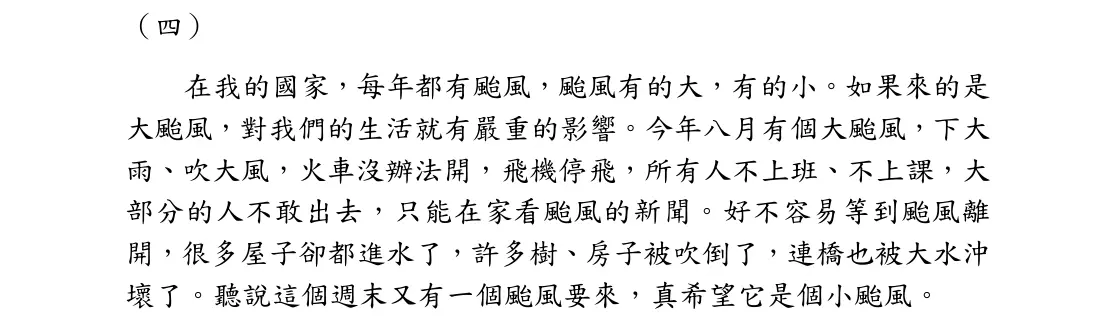 （四）
在我的國家，每年都有颱風，颱風有的大，有的小。如果來的是
大颱風，對我們的生活就有嚴重的影響。今年八月有個大颱風，下大
雨、吹大風，火車沒辦法開，飛機停飛，所有人不上班、不上課，大
部分的人不敢出去，只能在家看颱風的新聞。好不容易等到颱風離
開，很多屋子卻都進水了，許多樹、房子被吹倒了，連橋也被大水沖
壞了。聽說這個週末又有一個颱風要來，真希望它是個小颱風。